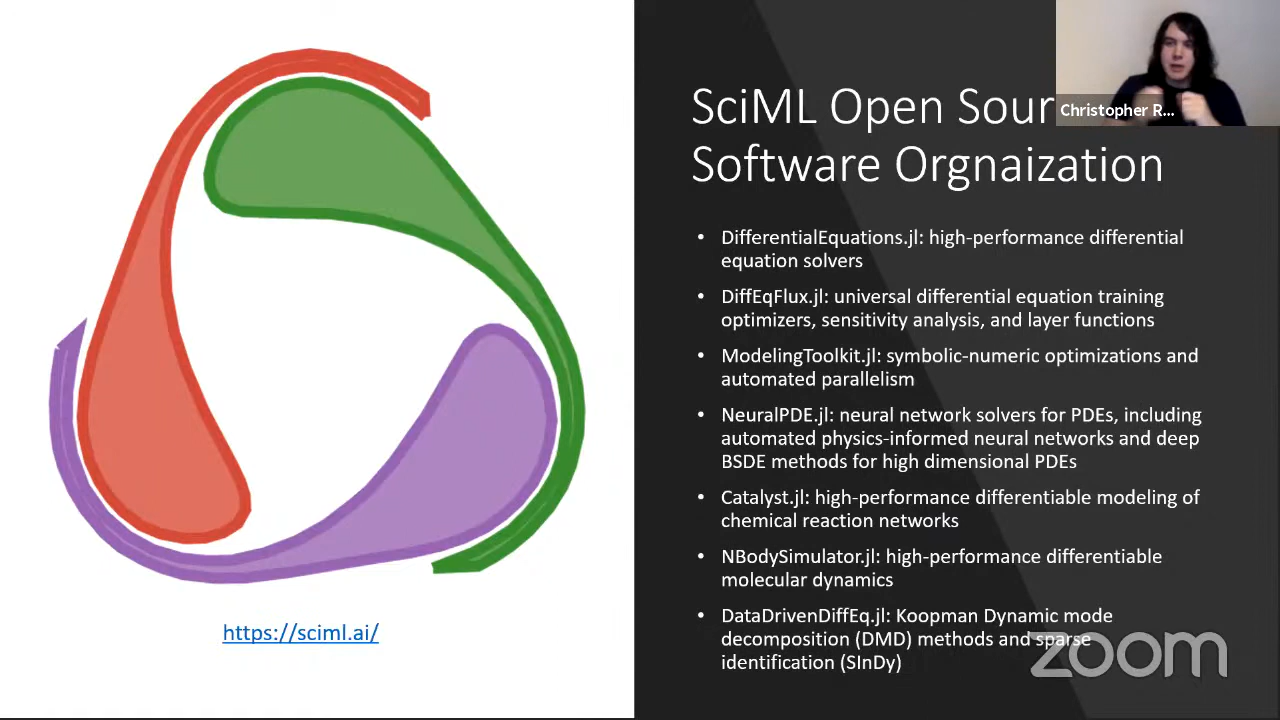 SciML Open Sour
Software Orgnaization
Christopher R...
• DifferentialEquations.jl: high-performance differential
equation solvers
• DiffEqFlux.jl: universal differential equation training
optimizers, sensitivity analysis, and layer functions
• ModelingToolkit.jl: symbolic-numeric optimizations and
automated parallelism
• NeuralPDE.jl: neural network solvers for PDEs, including
automated physics-informed neural networks and deep
BSDE methods for high dimensional PDEs
• Catalyst.jl: high-performance differentiable modeling of
chemical reaction networks
• NBodySimulator.jl: high-performance differentiable
molecular dynamics
• DataDrivenDiffEq.jl: Koopman Dynamic mode
decomposition (DMD) methods and sparse
identification (SInDy)
https://sciml.ai/
zoom